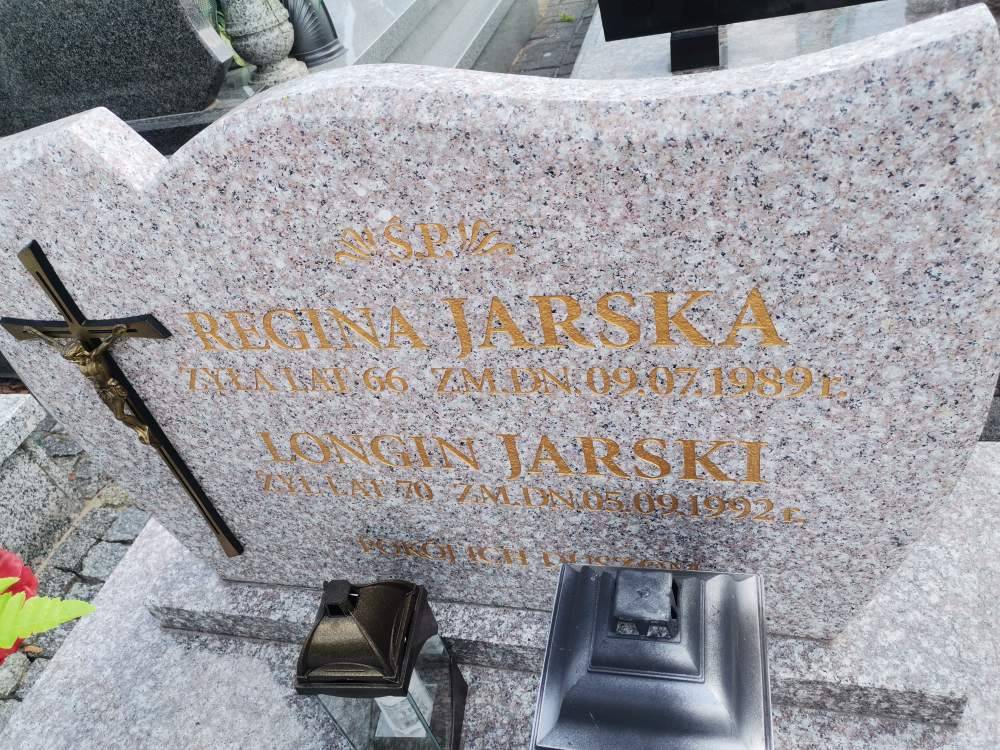 Ś.P.
REGINA JARSKA
ŻYŁA LAT 66 ZM. DN. 09.07.1989 r.
LONGIN JARSKI
ŻYŁ LAT 70 ZM. DN. 05.09.1992 r.
POKÓJ ICH DUSZOM